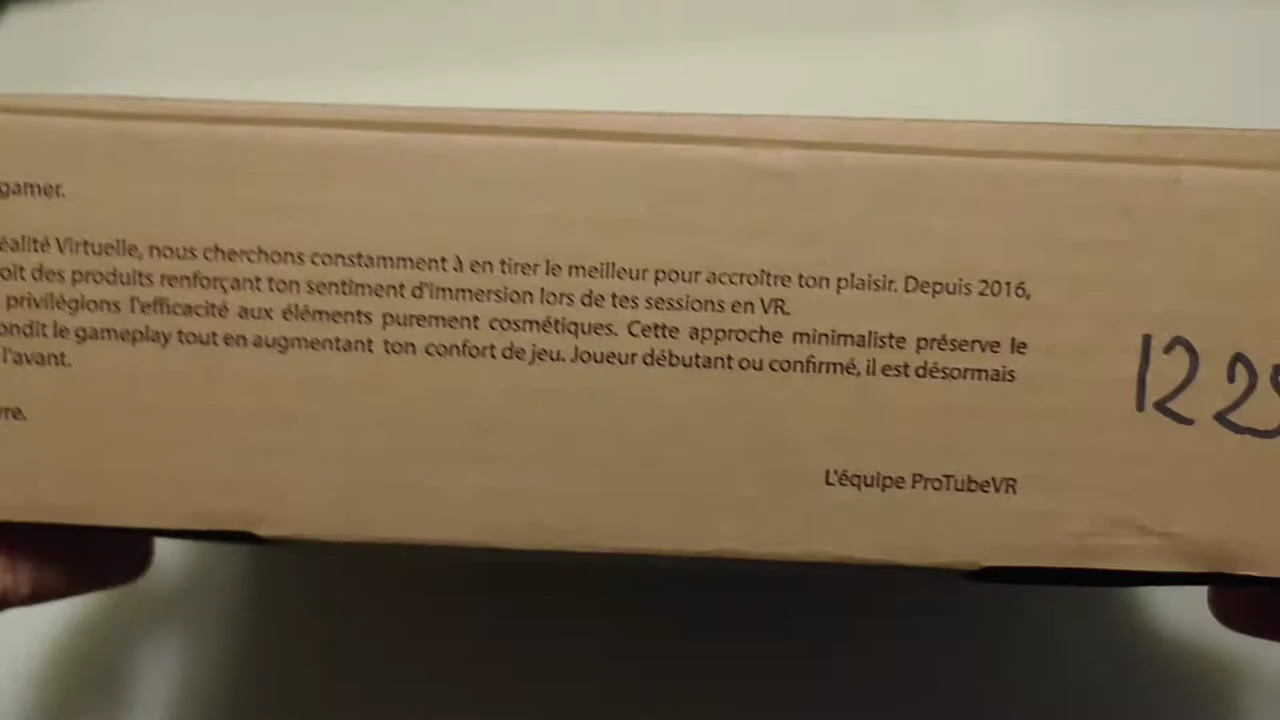 gamer.
éalité Virtuelle, nous cherchons constamment à en tirer le meilleur pour accroître ton plaisir. Depuis 2016,
oit des produits renforçant ton sentiment d'immersion lors de tes sessions en VR.
privilégions l'efficacité aux éléments purement cosmétiques. Cette approche minimaliste préserve le
ondit le gameplay tout en augmentant ton confort de jeu. Joueur débutant ou confirmé, il est désormais
l'avant.
vre.
L'équipe ProTubeVR